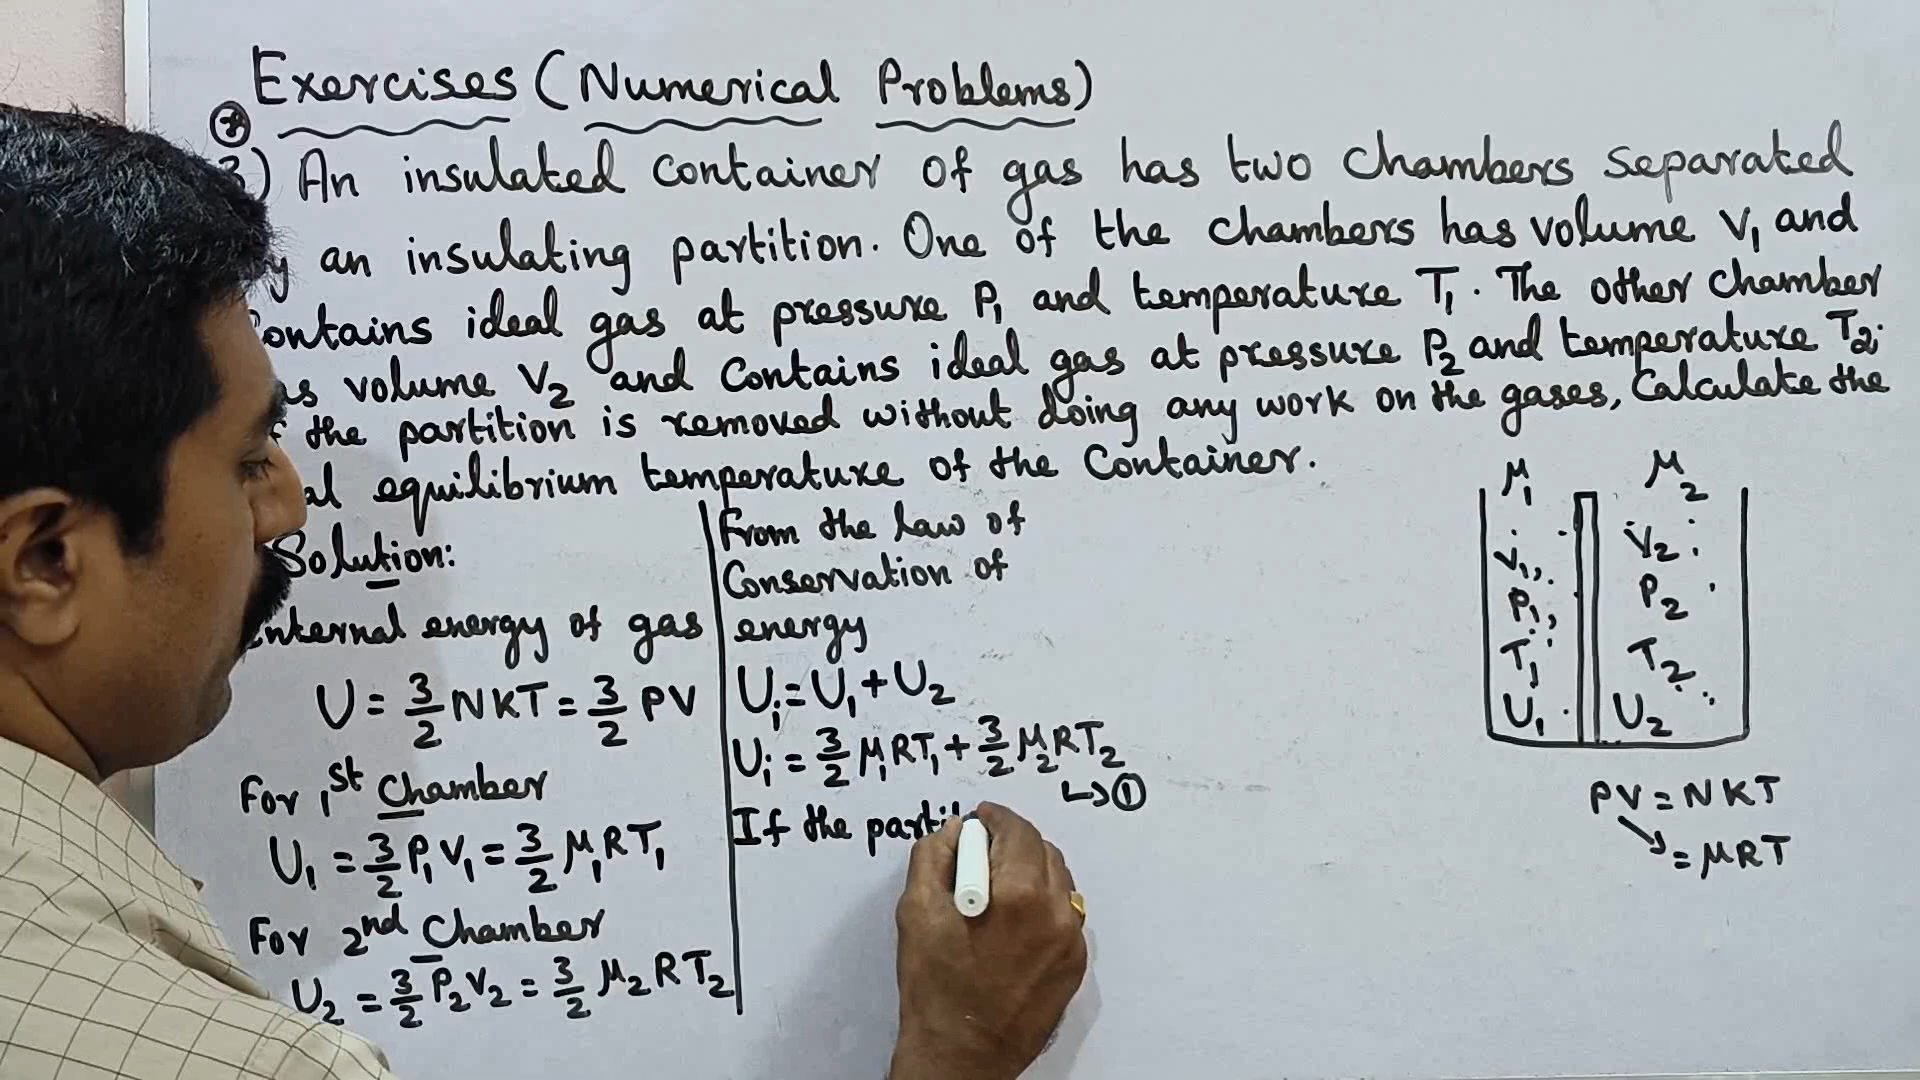 Exercises (Numerical Problems)
3) An insulated container of gas has two chambers separated
an insulating partition. One of the chambers has volume V₁ and
ontains ideal gas at pressure P₁ and temperature T₁. The other chamber
as volume V₂ and contains ideal gas at pressure P₂ and temperature T₂.
the partition is removed without doing any work on the gases, Calculate the
al equilibrium temperature of the container.
Solution:
Internal energy of gas
U = 3/2 NKT = 3/2 PV
For 1st Chamber
U₁ = 3/2 P₁V₁ = 3/2 μ₁RT₁
For 2nd Chamber
U₂ = 3/2 P₂V₂ = 3/2 μ₂RT₂
From the law of
Conservation of
energy
Uᵢ = U₁ + U₂
Uᵢ = 3/2 μ₁RT₁ + 3/2 μ₂RT₂
↳ ①
If the partit
μ₁ μ₂
V₁, V₂
P₁, P₂
T₁ T₂
U₁ U₂
PV = NKT
= μRT